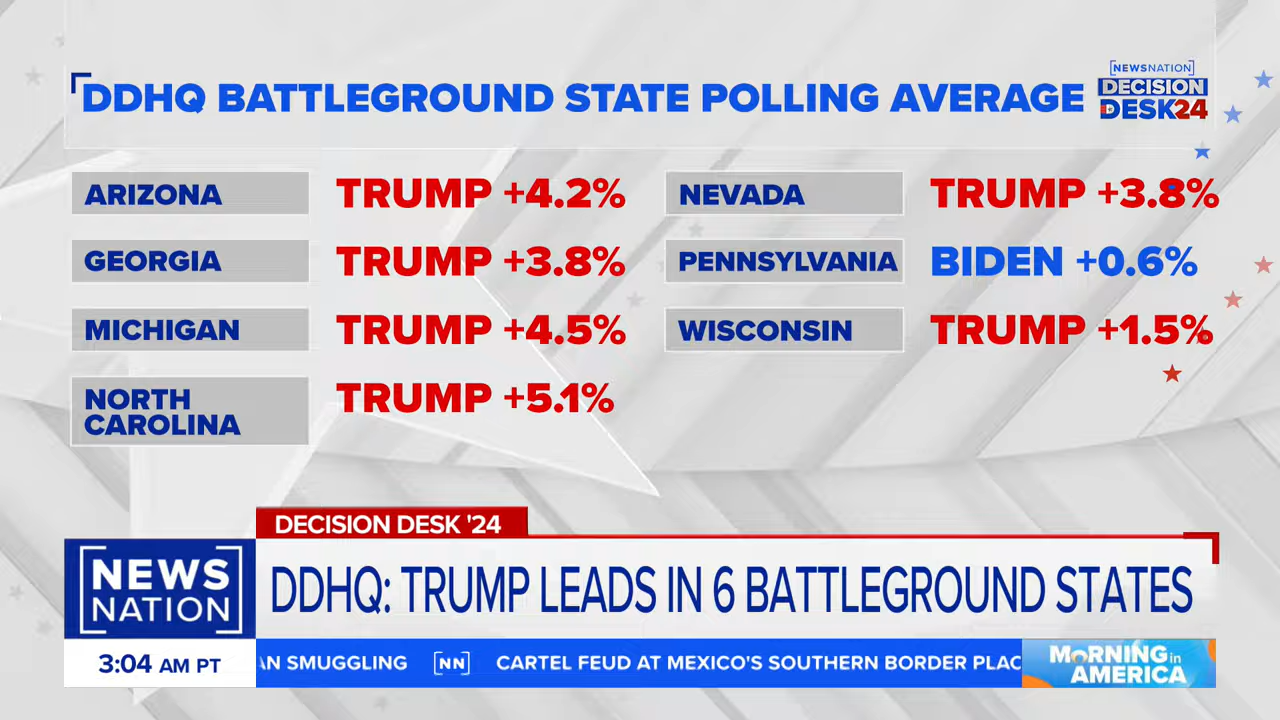 DDHQ BATTLEGROUND STATE POLLING AVERAGE
[NEWSNATION]
DECISION
DESK24
ARIZONA TRUMP +4.2%
NEVADA TRUMP +3.8%
GEORGIA TRUMP +3.8%
PENNSYLVANIA BIDEN +0.6%
MICHIGAN TRUMP +4.5%
WISCONSIN TRUMP +1.5%
NORTH
CAROLINA
TRUMP +5.1%
DECISION DESK '24
NEWS
NATION
DDHQ: TRUMP LEADS IN 6 BATTLEGROUND STATES
3:04 AM PT
AN SMUGGLING [NN] CARTEL FEUD AT MEXICO'S SOUTHERN BORDER PLAC
MORNING in
AMERICA